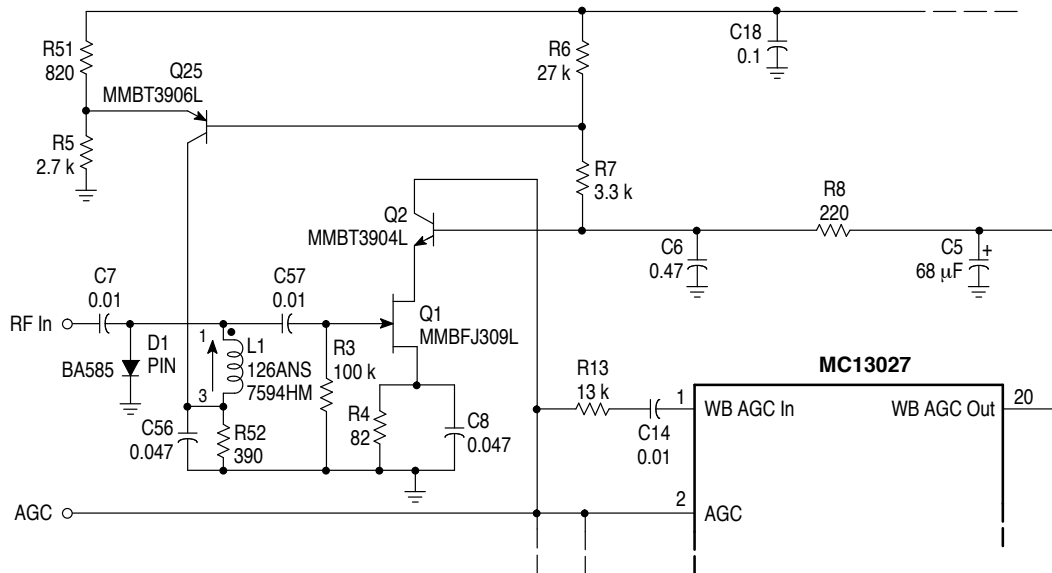 R51
820
Q25
MMBT3906L
R6
27 k
C18
0.1
R5
2.7 k
R7
3.3 k
R8
220
Q2
MMBT3904L
C6
0.47
C5
68 μF
+
C7
0.01
C57
0.01
RF In
D1
PIN
BA585
1
L1
126ANS
7594HM
3
Q1
MMBFJ309L
R3
100 k
R13
13 k
MC13027
C56
0.047
R52
390
R4
82
C8
0.047
C14
0.01
1
WB AGC In
WB AGC Out
20
AGC
2
AGC